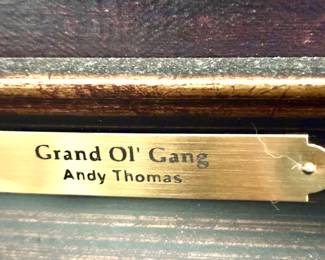 Grand Ol' Gang
Andy Thomas